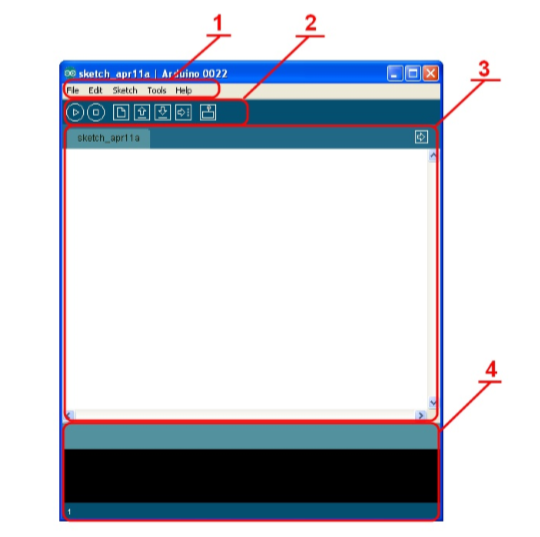 1 2
3
sketch_apr11a | Arduino 0022
File Edit Sketch Tools Help
sketch_apr11a
4
1